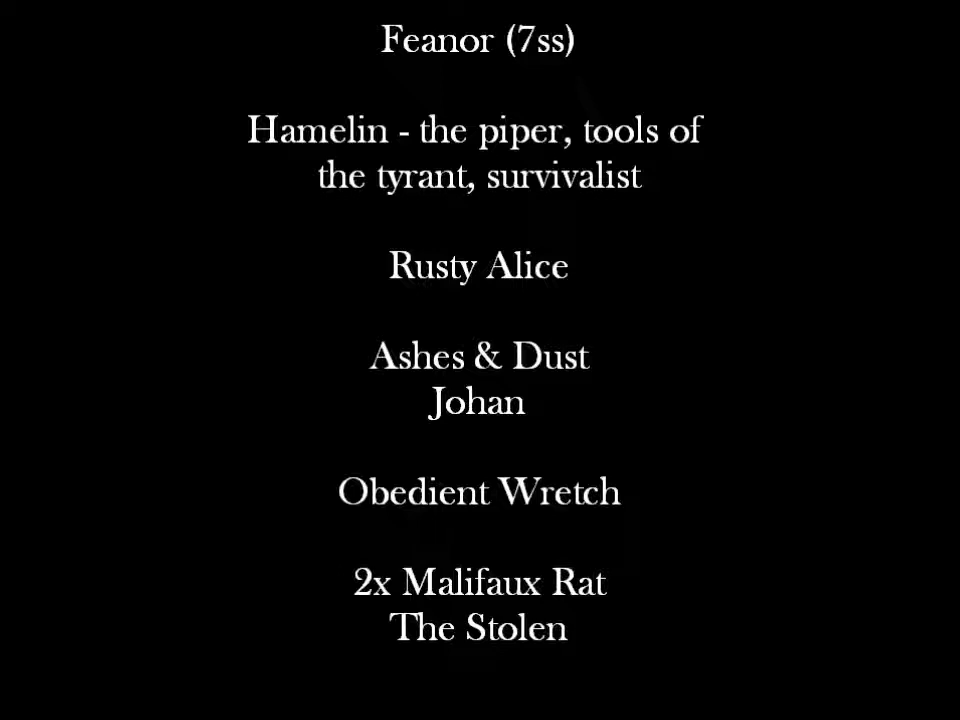 Feanor (7ss)
Hamelin - the piper, tools of
the tyrant, survivalist
Rusty Alice
Ashes & Dust
Johan
Obedient Wretch
2x Malifaux Rat
The Stolen